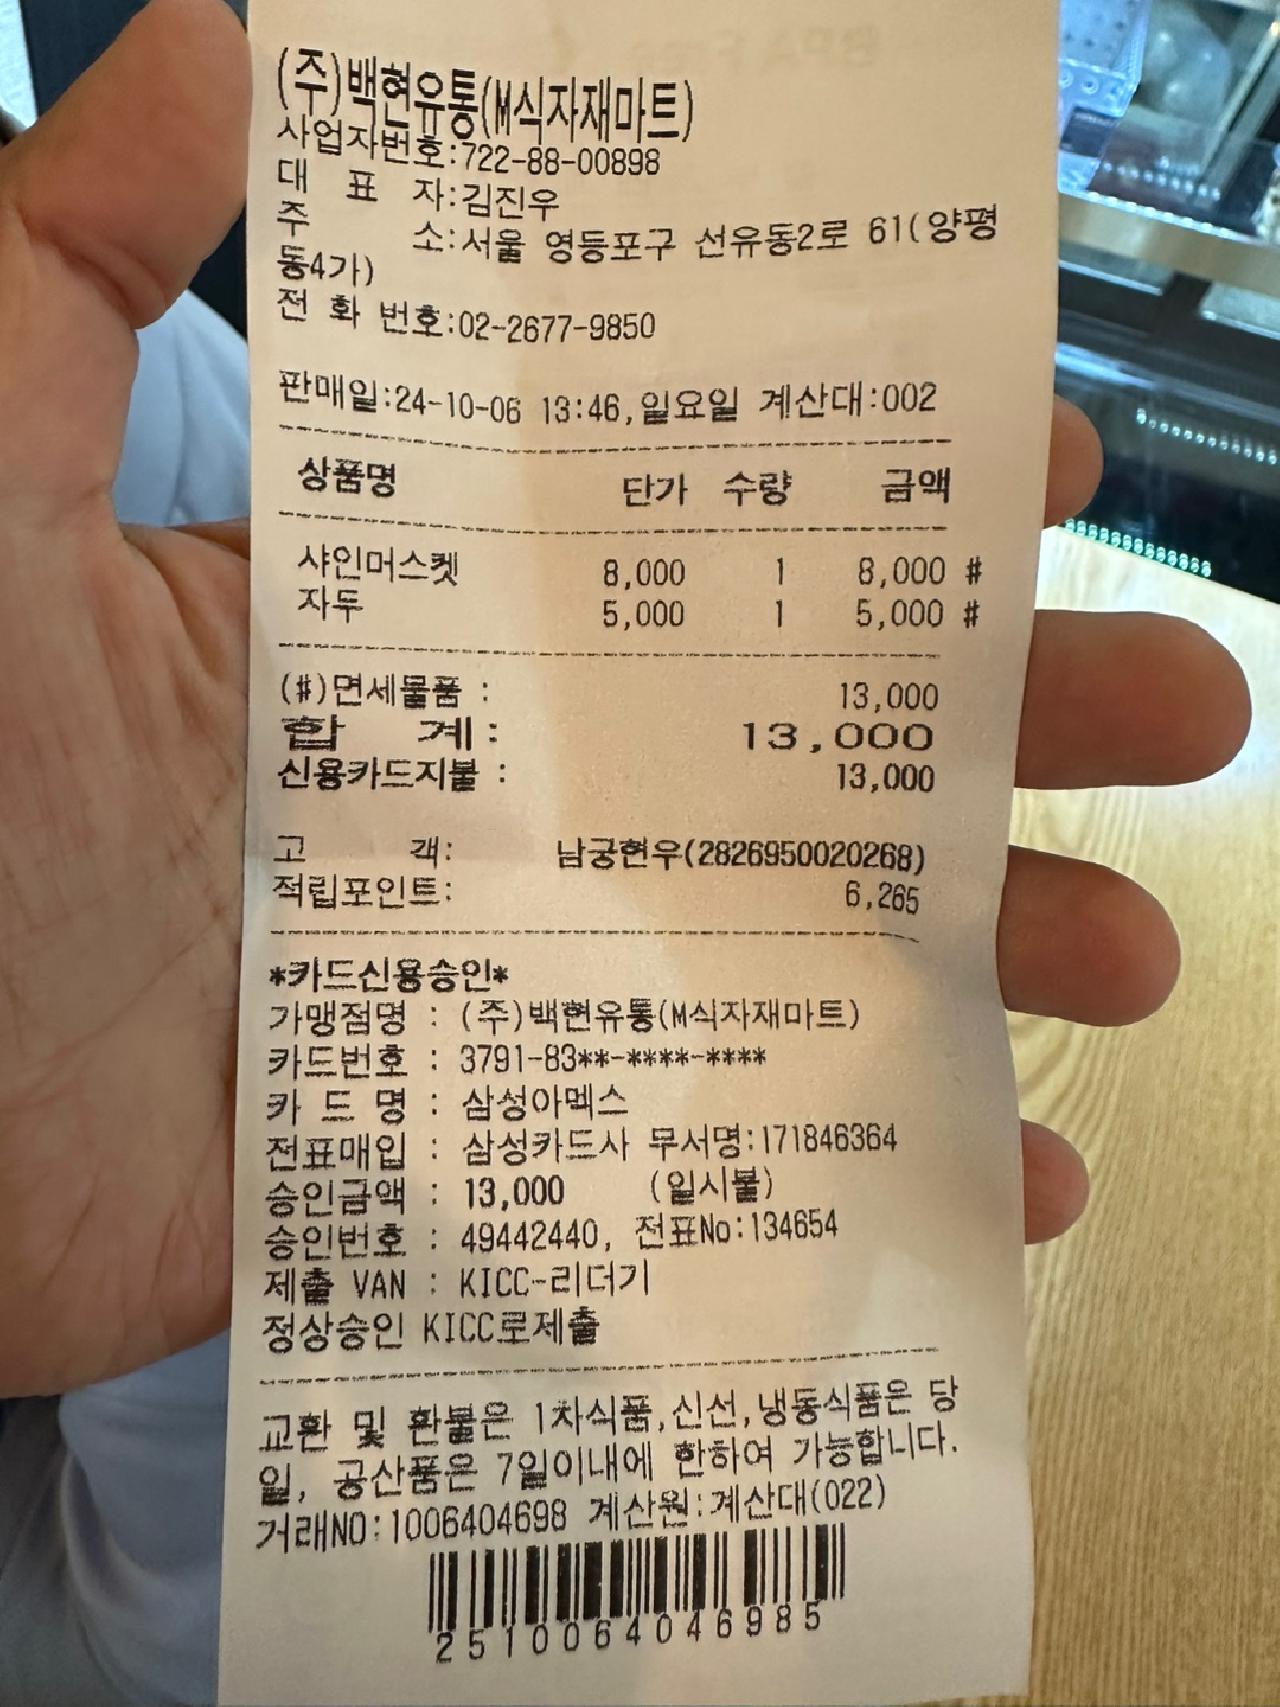 (주)백현유통(M식자재마트)
사업자번호:722-88-00898
대 표 자:김진우
주 소:서울 영등포구 선유동2로 61(양평
동4가)
전 화 번호:02-2677-9850
판매일:24-10-06 13:46,일요일 계산대:002
상품명 단가 수량 금액
샤인머스켓 8,000 1 8,000 #
자두 5,000 1 5,000 #
(#)면세물품 : 13,000
합 계: 13,000
신용카드지불 : 13,000
고 객: 남궁현우(2826950020268)
적립포인트: 6,265
*카드신용승인*
가맹점명 : (주)백현유통(M식자재마트)
카드번호 : 3791-83**-****-****
카 드 명 : 삼성아멕스
전표매입 : 삼성카드사 무서명:171846364
승인금액 : 13,000 (일시불)
승인번호 : 49442440, 전표No:134654
제출 VAN : KICC-리더기
정상승인 KICC로제출
교환 및 환불은 1차식품,신선,냉동식품은 당
일, 공산품은 7일이내에 한하여 가능합니다.
거래NO:1006404698 계산원:계산대(022)
2510064046985